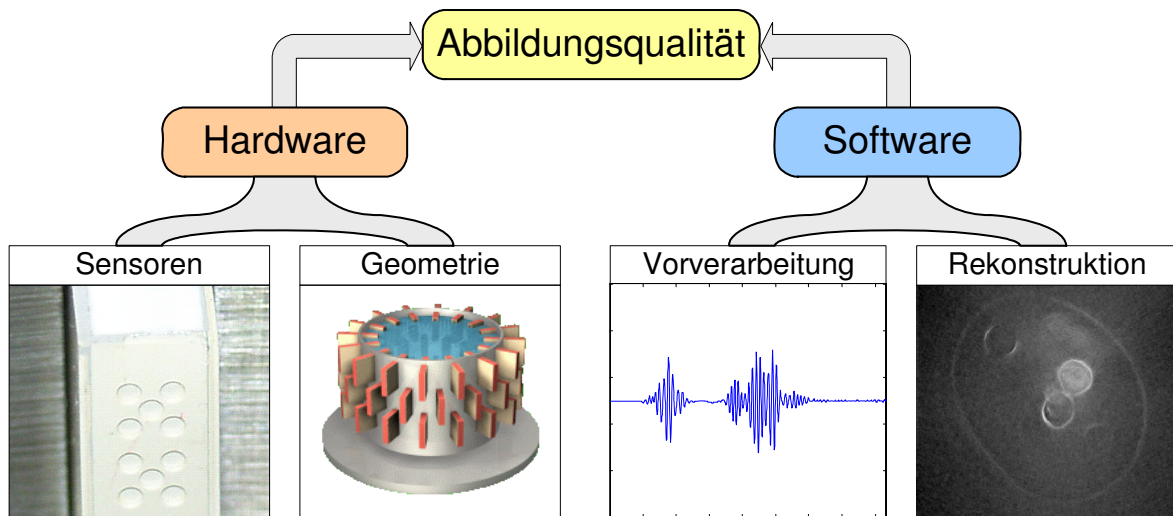 Abbildungsqualität
Hardware
Software
Sensoren
Geometrie
Vorverarbeitung
Rekonstruktion